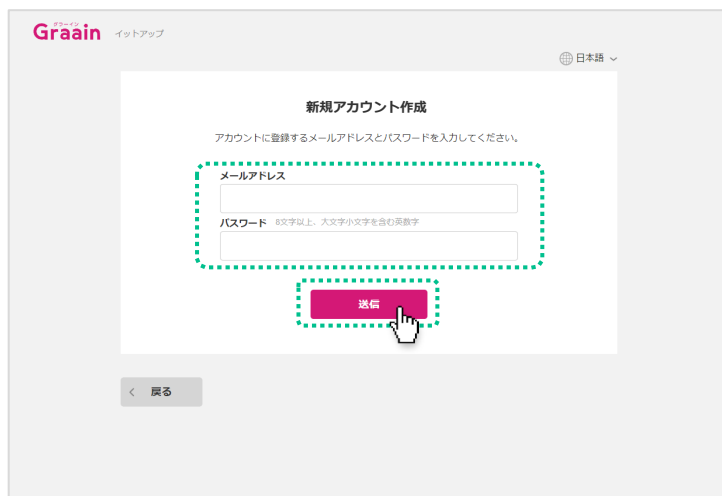 グラーイン
Graain イットアップ
日本語
新規アカウント作成
アカウントに登録するメールアドレスとパスワードを入力してください。
メールアドレス
パスワード 8文字以上、大文字小文字を含む英数字
送信
戻る